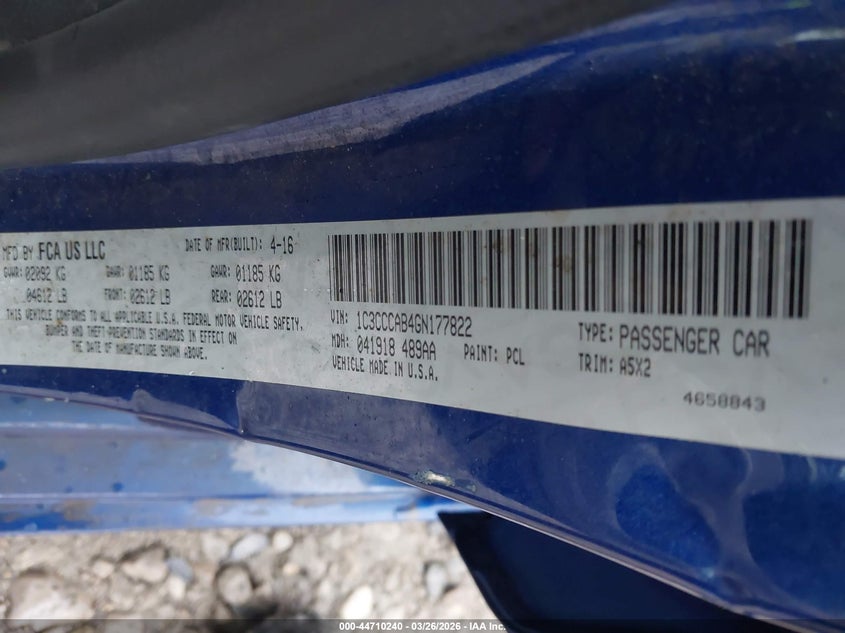 MFD BY FCA US LLC DATE OF MFR(BUILT): 4-16
GVWR: 02092 KG GAWR: 01185 KG GAWR: 01185 KG
04612 LB FRONT: 02612 LB REAR: 02612 LB
THIS VEHICLE CONFORMS TO ALL APPLICABLE U.S.A. FEDERAL MOTOR VEHICLE SAFETY,
BUMPER AND THEFT-PREVENTION STANDARDS IN EFFECT ON
THE DATE OF MANUFACTURE SHOWN ABOVE.
VIN: 1C3CCCAB4GN177822
MDH: 041918 489AA PAINT: PCL
VEHICLE MADE IN U.S.A.
TYPE: PASSENGER CAR
TRIM: A5X2
4658843
000-44710240 - 03/26/2026 - IAA Inc.